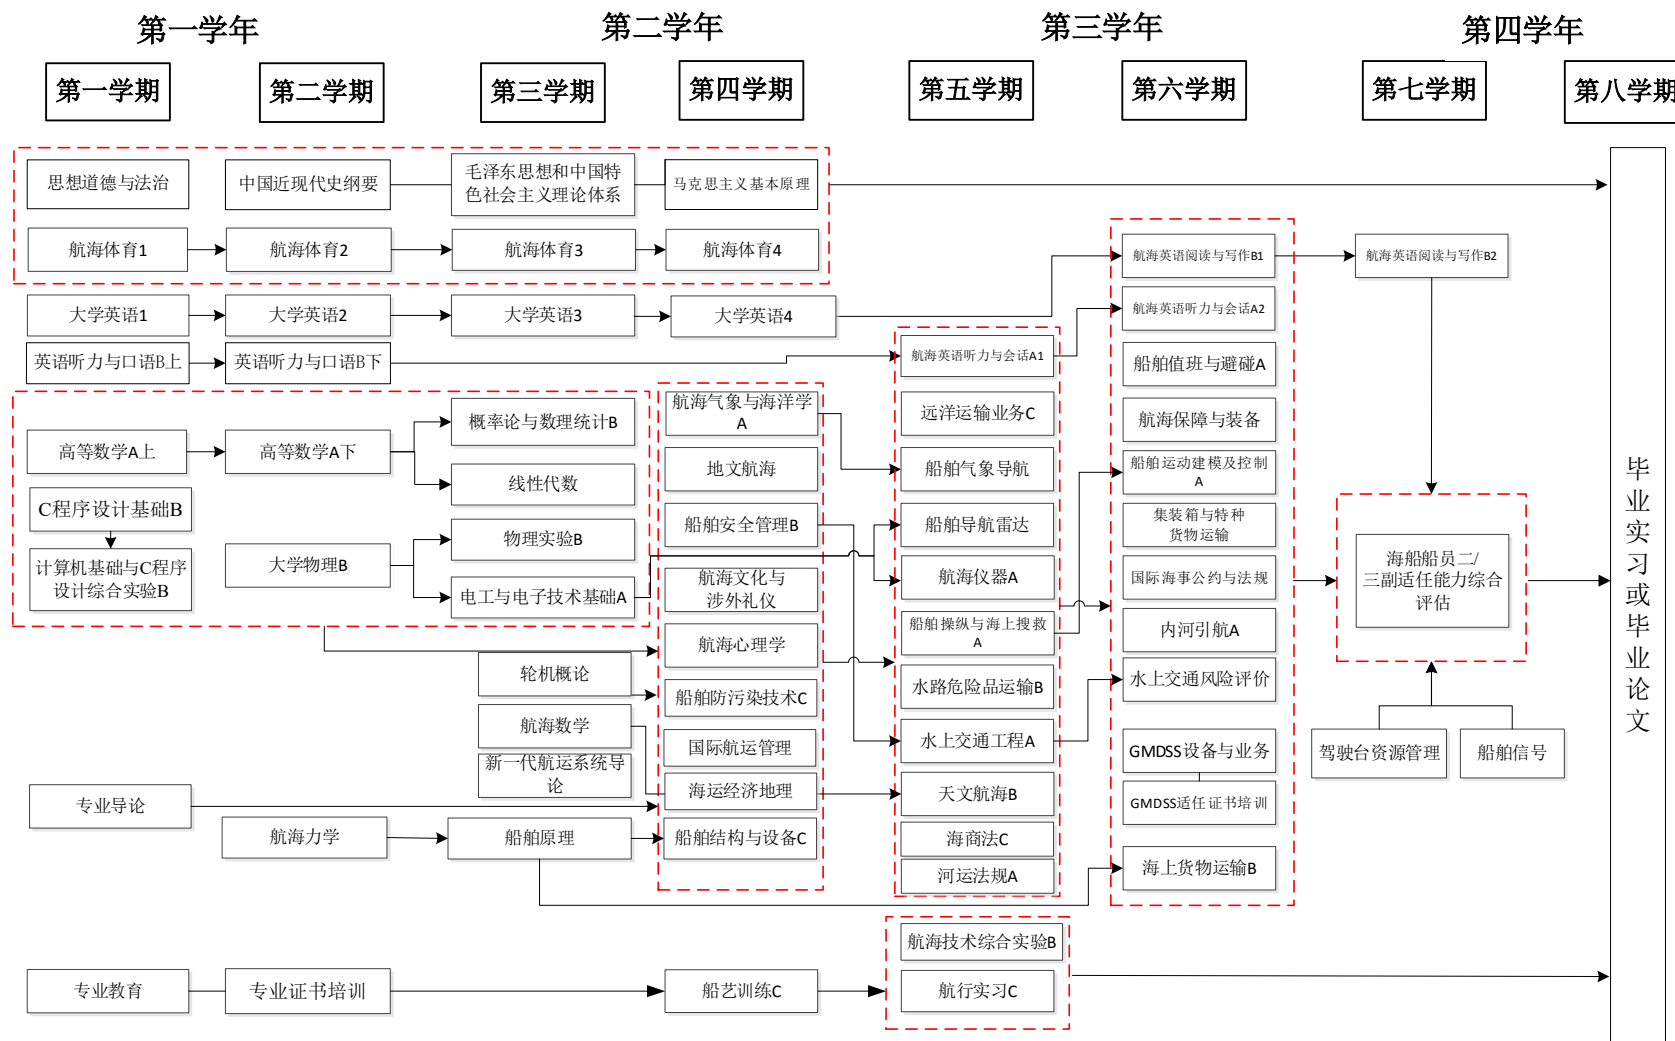 第一学年
第二学年
第三学年
第四学年
第一学期
第二学期
第三学期
第四学期
第五学期
第六学期
第七学期
第八学期
思想道德与法治
中国近现代史纲要
毛泽东思想和中国特
色社会主义理论体系
马克思主义基本原理
航海体育1
航海体育2
航海体育3
航海体育4
航海英语阅读与写作B1
航海英语阅读与写作B2
大学英语1
大学英语2
大学英语3
大学英语4
航海英语听力与会话A2
英语听力与口语B上
英语听力与口语B下
航海英语听力与会话A1
船舶值班与避碰A
概率论与数理统计B
航海气象与海洋学
A
远洋运输业务C
航海保障与装备
高等数学A上
高等数学A下
线性代数
地文航海
船舶气象导航
船舶运动建模及控制
A
C程序设计基础B
物理实验B
船舶安全管理B
船舶导航雷达
集装箱与特种
货物运输
计算机基础与C程序
设计综合实验B
大学物理B
电工与电子技术基础A
航海文化与
涉外礼仪
航海仪器A
国际海事公约与法规
海船船员二/
三副适任能力综合
评估
毕业实习或毕业论文
航海心理学
船舶操纵与海上搜救
A
内河引航A
轮机概论
船舶防污染技术C
水路危险品运输B
水上交通风险评价
航海数学
国际航运管理
水上交通工程A
GMDSS设备与业务
驾驶台资源管理
船舶信号
新一代航运系统导
论
专业导论
海运经济地理
天文航海B
GMDSS适任证书培训
航海力学
船舶原理
船舶结构与设备C
海商法C
河运法规A
海上货物运输B
航海技术综合实验B
专业教育
专业证书培训
船艺训练C
航行实习C